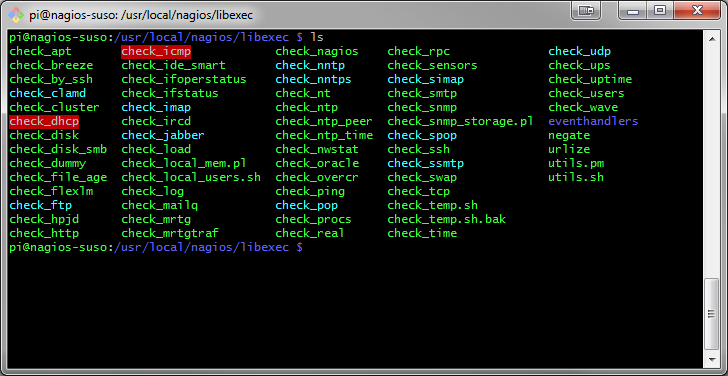 pi@nagios-suso: /usr/local/nagios/libexec
pi@nagios-suso:/usr/local/nagios/libexec $ ls
check_apt check_icmp check_nagios check_rpc check_udp
check_breeze check_ide_smart check_nntp check_sensors check_ups
check_by_ssh check_ifoperstatus check_nntps check_simap check_uptime
check_clamd check_ifstatus check_nt check_smtp check_users
check_cluster check_imap check_ntp check_snmp check_wave
check_dhcp check_ircd check_ntp_peer check_snmp_storage.pl eventhandlers
check_disk check_jabber check_ntp_time check_spop negate
check_disk_smb check_load check_nwstat check_ssh urlize
check_dummy check_local_mem.pl check_oracle check_ssmtp utils.pm
check_file_age check_local_users.sh check_overcr check_swap utils.sh
check_flexlm check_log check_ping check_tcp
check_ftp check_mailq check_pop check_temp.sh
check_hpjd check_mrtg check_procs check_temp.sh.bak
check_http check_mrtgtraf check_real check_time
pi@nagios-suso:/usr/local/nagios/libexec $